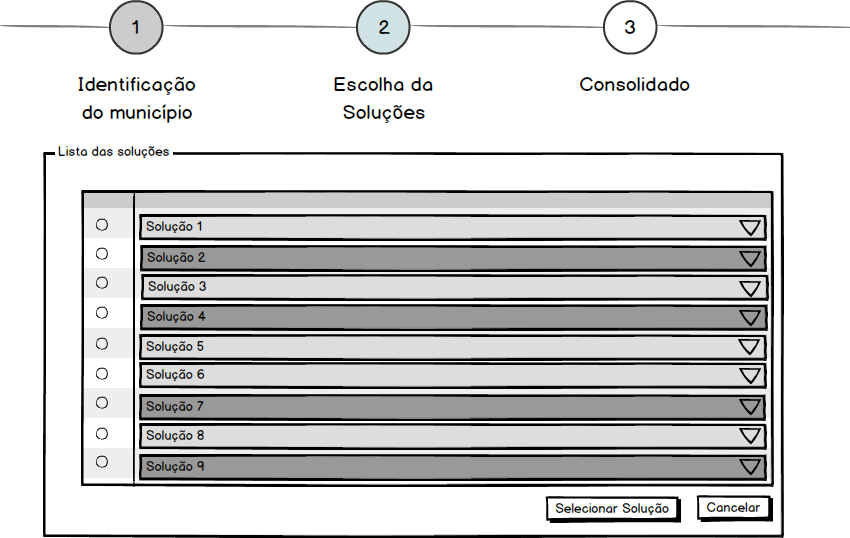 1
2
3
Identificação
do município
Escolha da
Soluções
Consolidado
Lista das soluções
Solução 1
Solução 2
Solução 3
Solução 4
Solução 5
Solução 6
Solução 7
Solução 8
Solução 9
Selecionar Solução
Cancelar